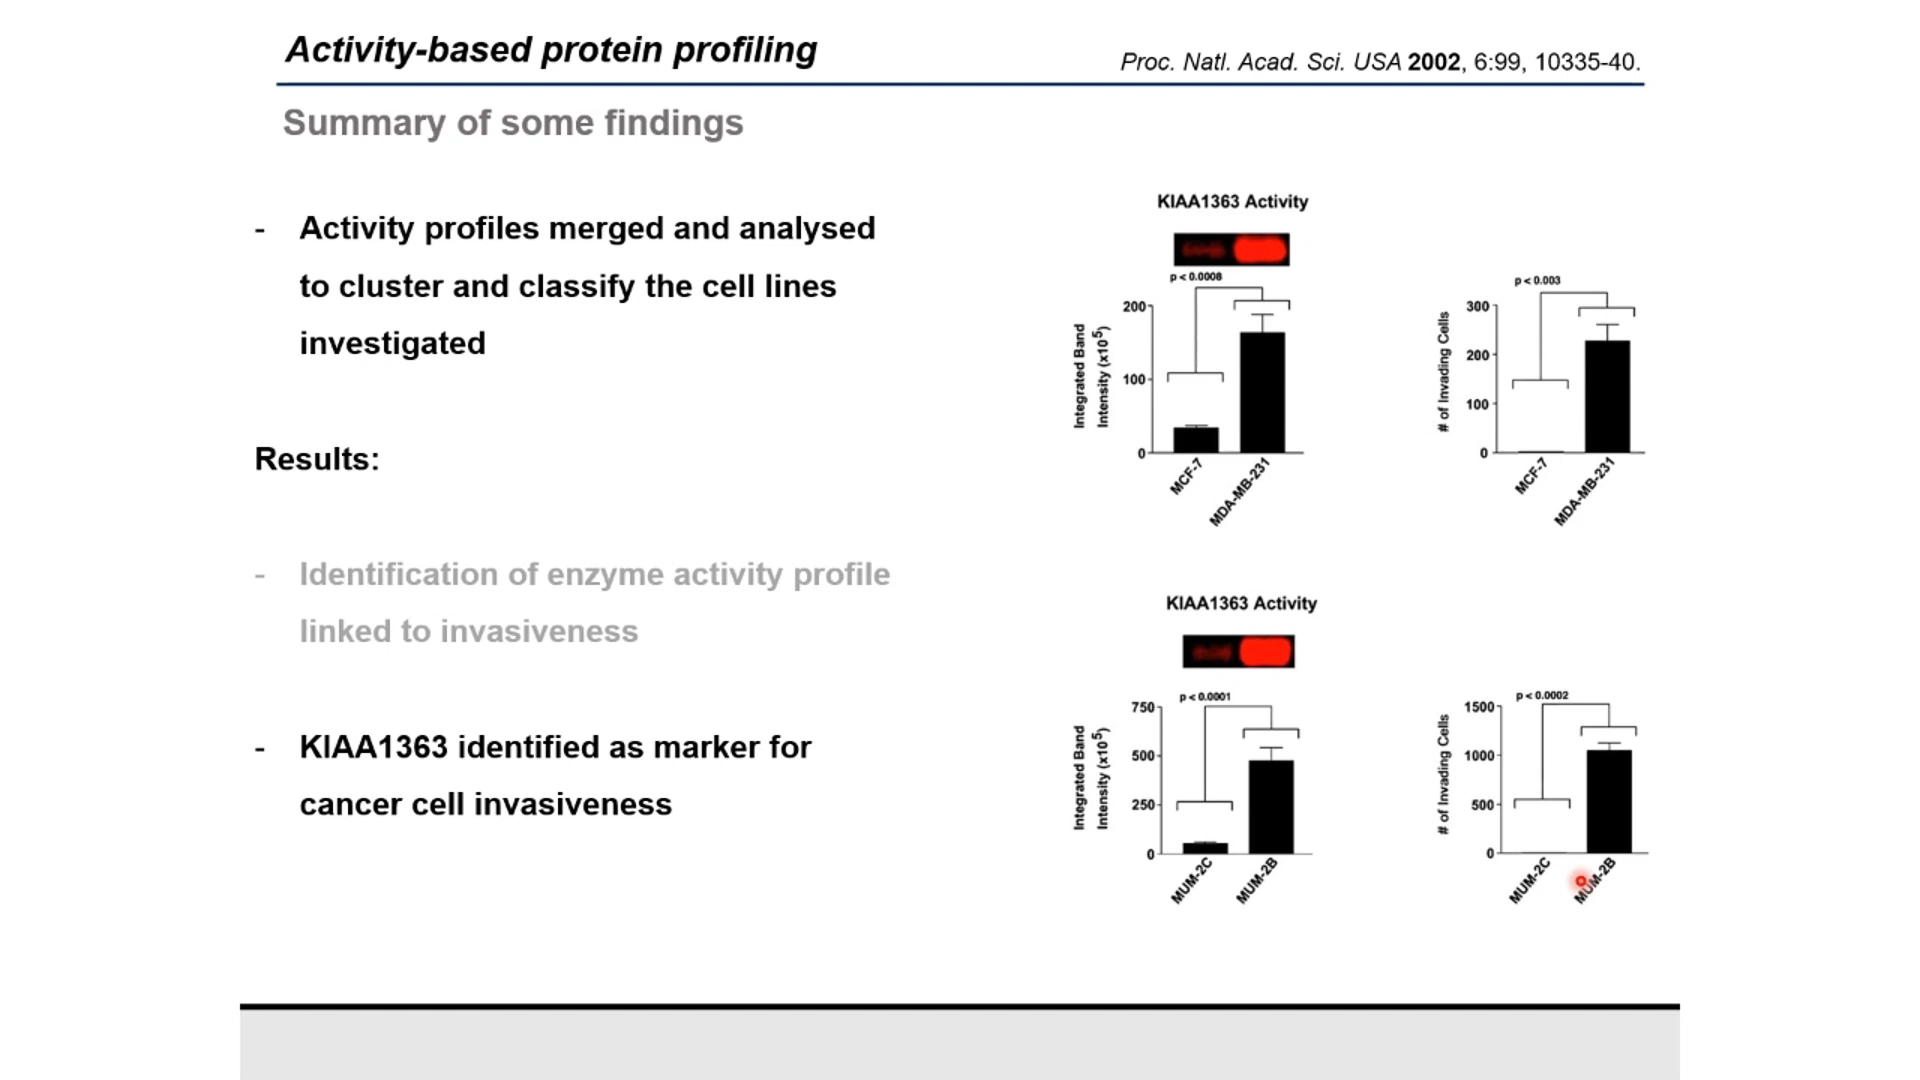 Activity-based protein profiling
Proc. Natl. Acad. Sci. USA 2002, 6:99, 10335-40.
Summary of some findings
- Activity profiles merged and analysed
to cluster and classify the cell lines
investigated
Results:
- Identification of enzyme activity profile
linked to invasiveness
- KIAA1363 identified as marker for
cancer cell invasiveness
KIAA1363 Activity
p < 0.0008
200
100
0
Integrated Band
Intensity (x10⁵)
MCF-7
MDA-MB-231
p < 0.003
300
200
100
0
# of Invading Cells
MCF-7
MDA-MB-231
KIAA1363 Activity
p < 0.0001
750
500
250
0
Integrated Band
Intensity (x10⁵)
MUM-2C
MUM-2B
p < 0.0002
1500
1000
500
0
# of Invading Cells
MUM-2C
MUM-2B